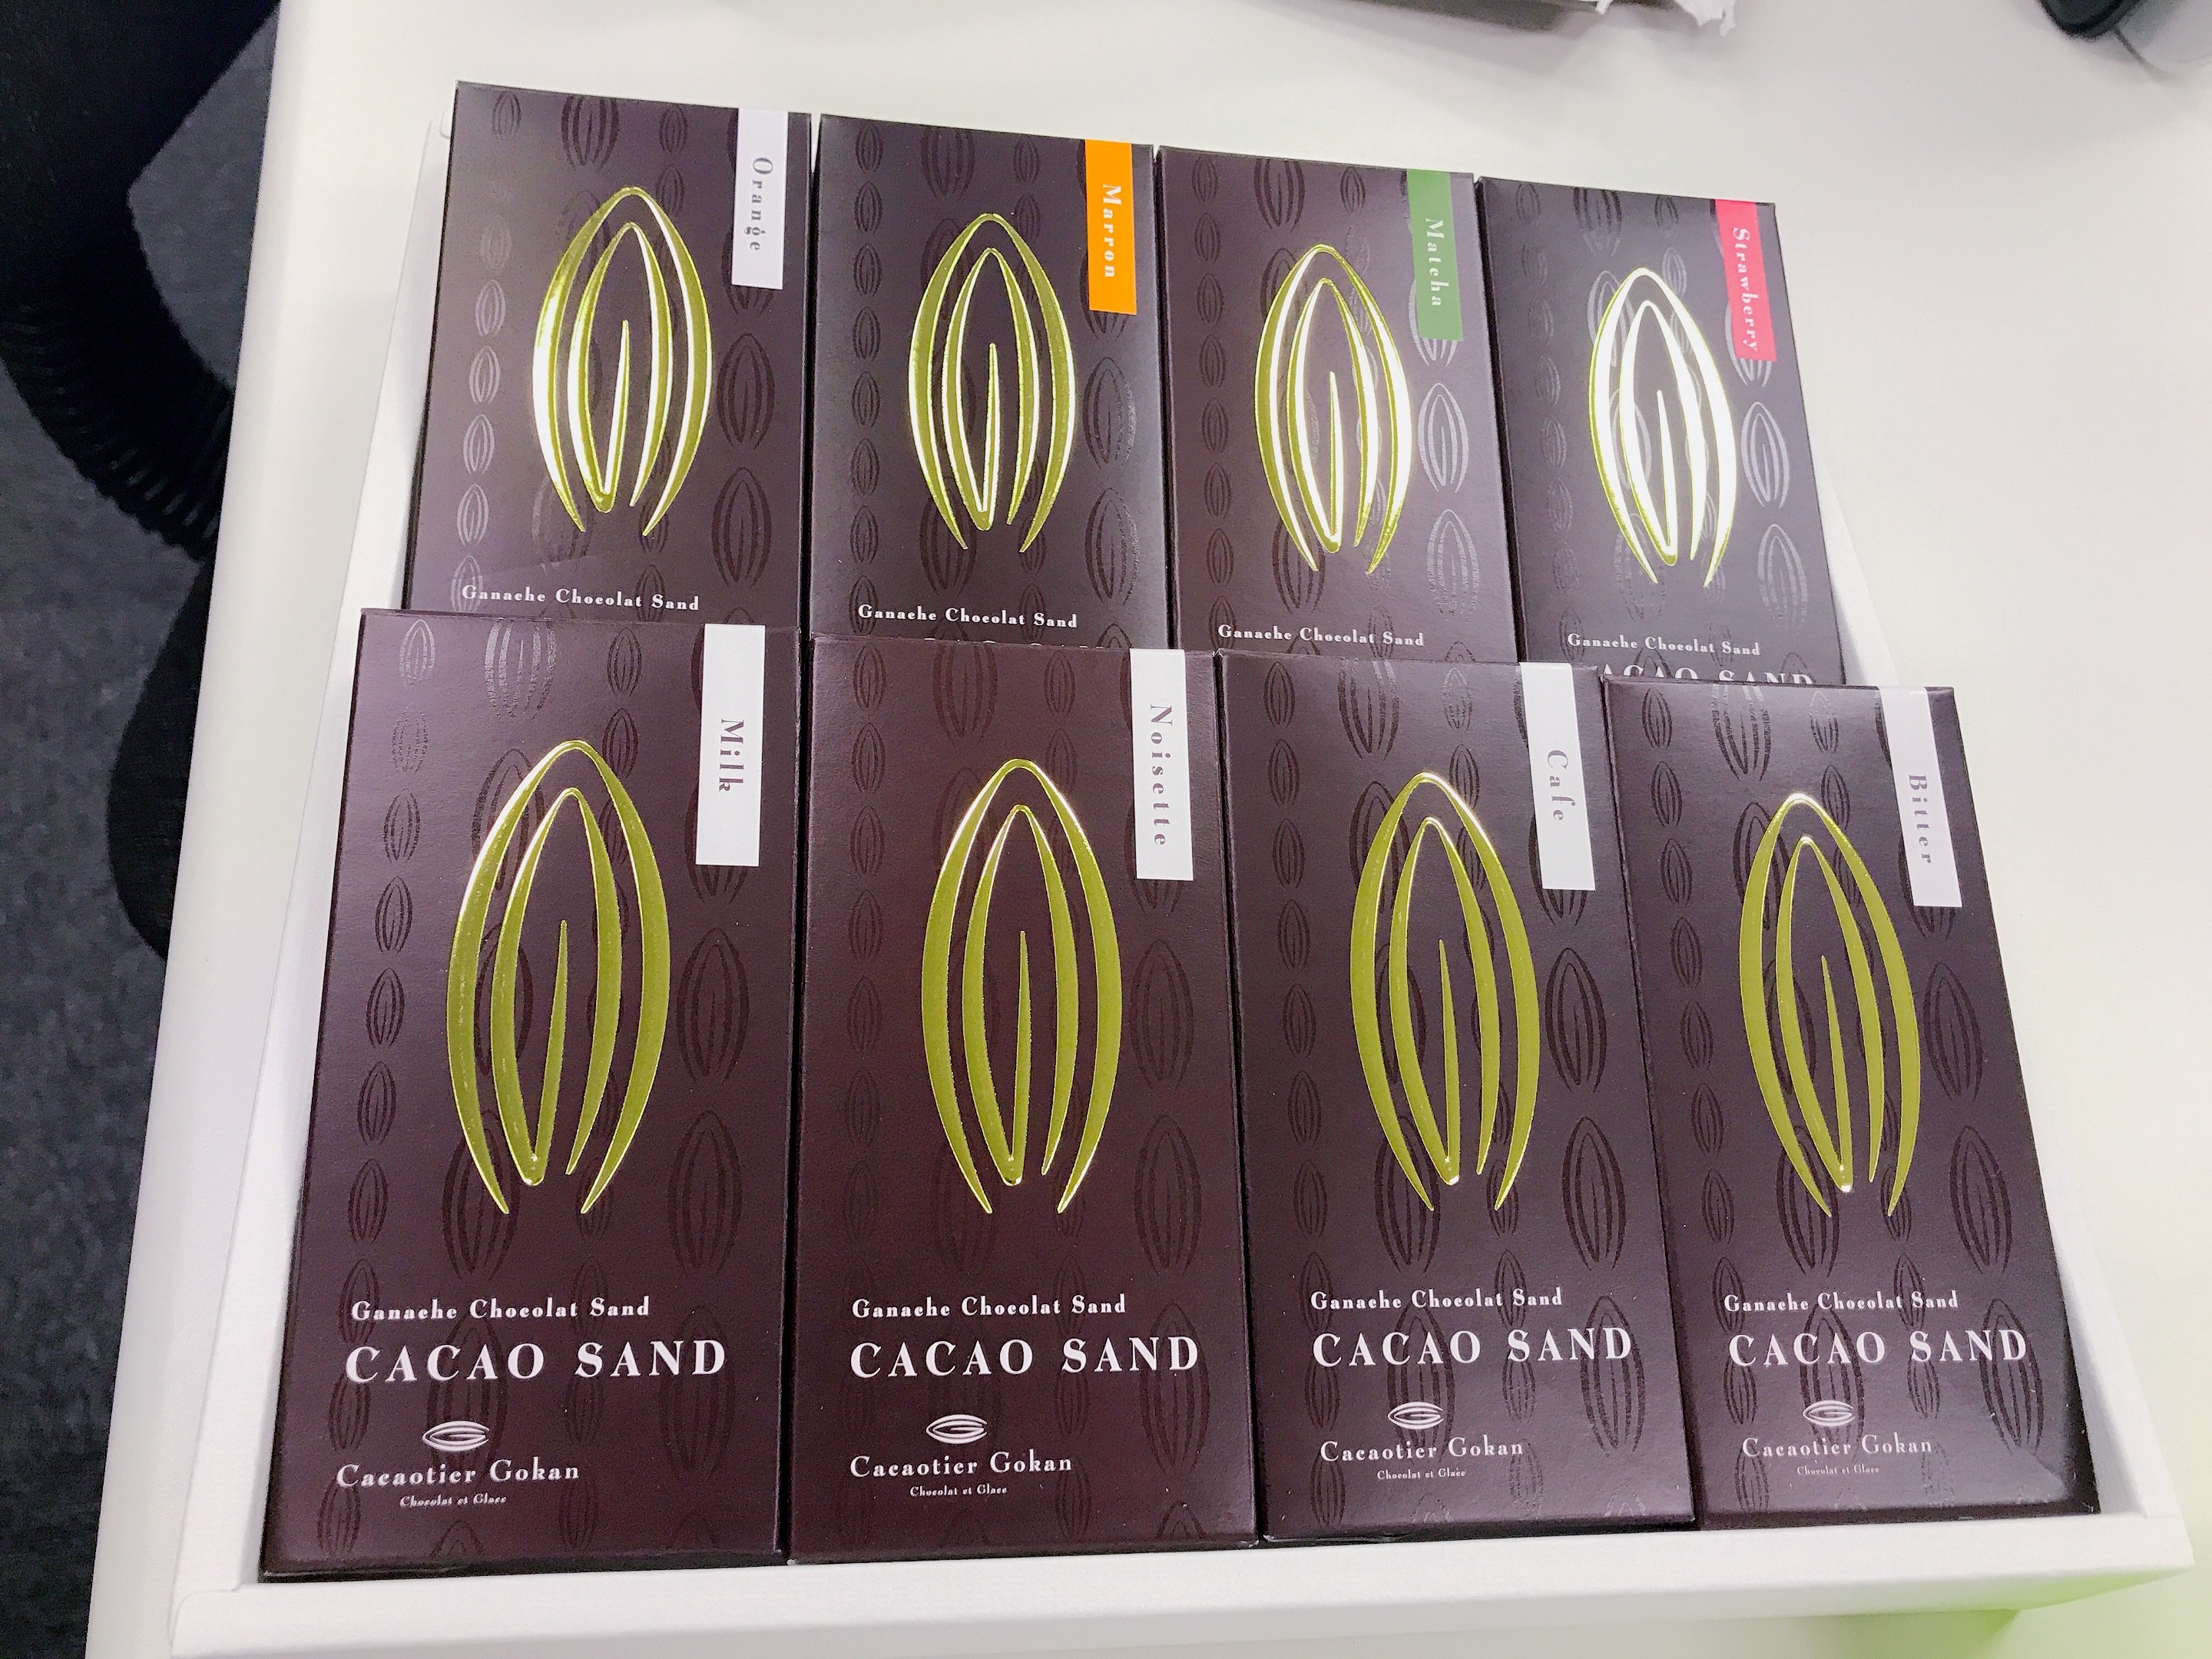 Orange
Ganache Chocolat Sand
Marron
Ganache Chocolat Sand
Matcha
Ganache Chocolat Sand
Strawberry
Ganache Chocolat Sand
CACAO SAND
Milk
Ganache Chocolat Sand
CACAO SAND
Cacaotier Gokan
Chocolat et Glace
Noisette
Ganache Chocolat Sand
CACAO SAND
Cacaotier Gokan
Chocolat et Glace
Cafe
Ganache Chocolat Sand
CACAO SAND
Cacaotier Gokan
Chocolat et Glace
Bitter
Ganache Chocolat Sand
CACAO SAND
Cacaotier Gokan
Chocolat et Glace